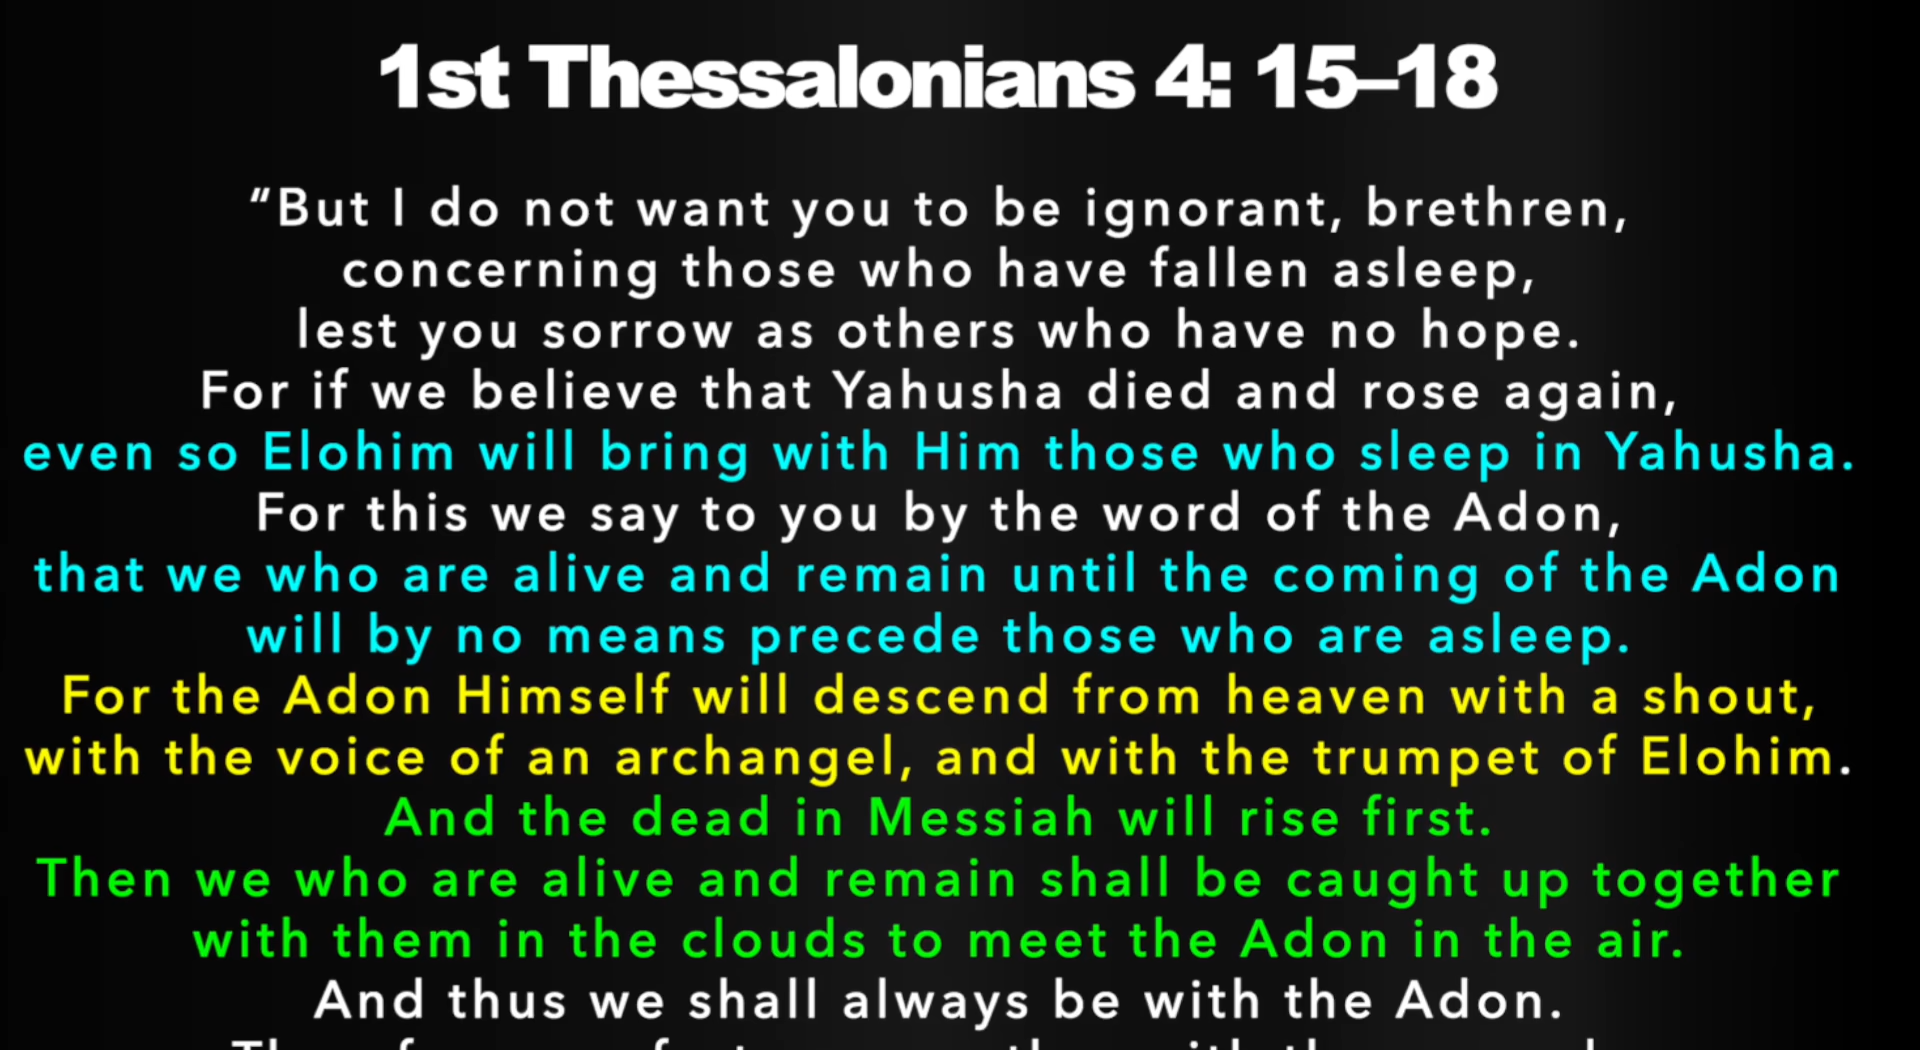 1st Thessalonians 4: 15–18
“But I do not want you to be ignorant, brethren,
concerning those who have fallen asleep,
lest you sorrow as others who have no hope.
For if we believe that Yahusha died and rose again,
even so Elohim will bring with Him those who sleep in Yahusha.
For this we say to you by the word of the Adon,
that we who are alive and remain until the coming of the Adon
will by no means precede those who are asleep.
For the Adon Himself will descend from heaven with a shout,
with the voice of an archangel, and with the trumpet of Elohim.
And the dead in Messiah will rise first.
Then we who are alive and remain shall be caught up together
with them in the clouds to meet the Adon in the air.
And thus we shall always be with the Adon.